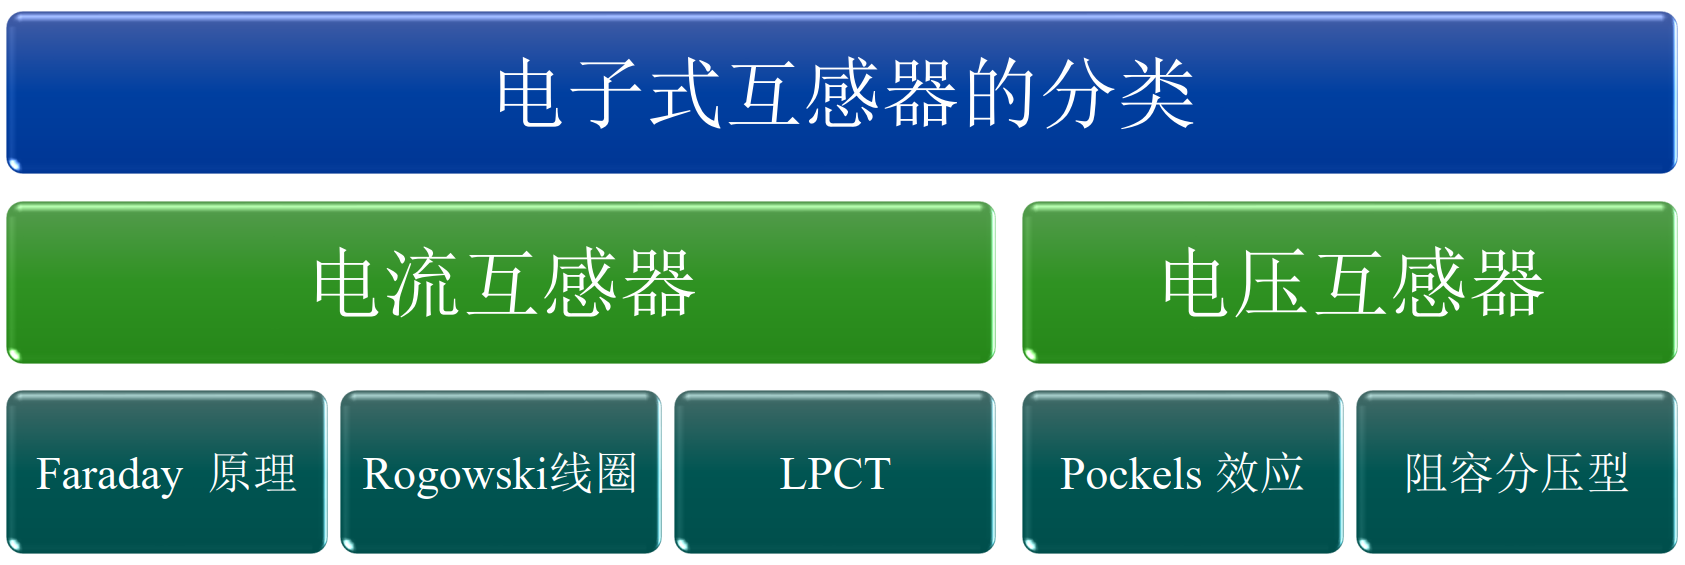 电子式互感器的分类
电流互感器
电压互感器
Faraday 原理
Rogowski线圈
LPCT
Pockels 效应
阻容分压型